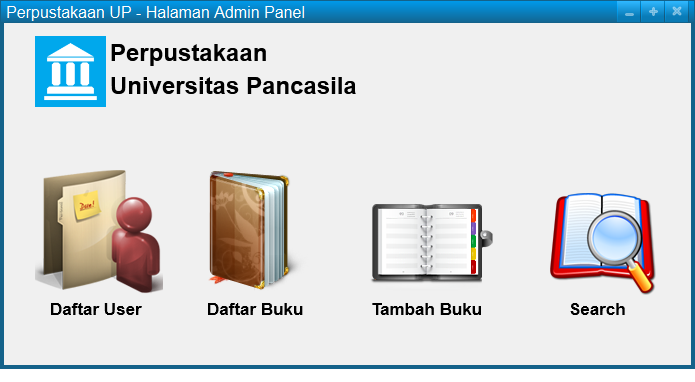 Perpustakaan UP - Halaman Admin Panel
Perpustakaan
Universitas Pancasila
Daftar User
Daftar Buku
Tambah Buku
Search